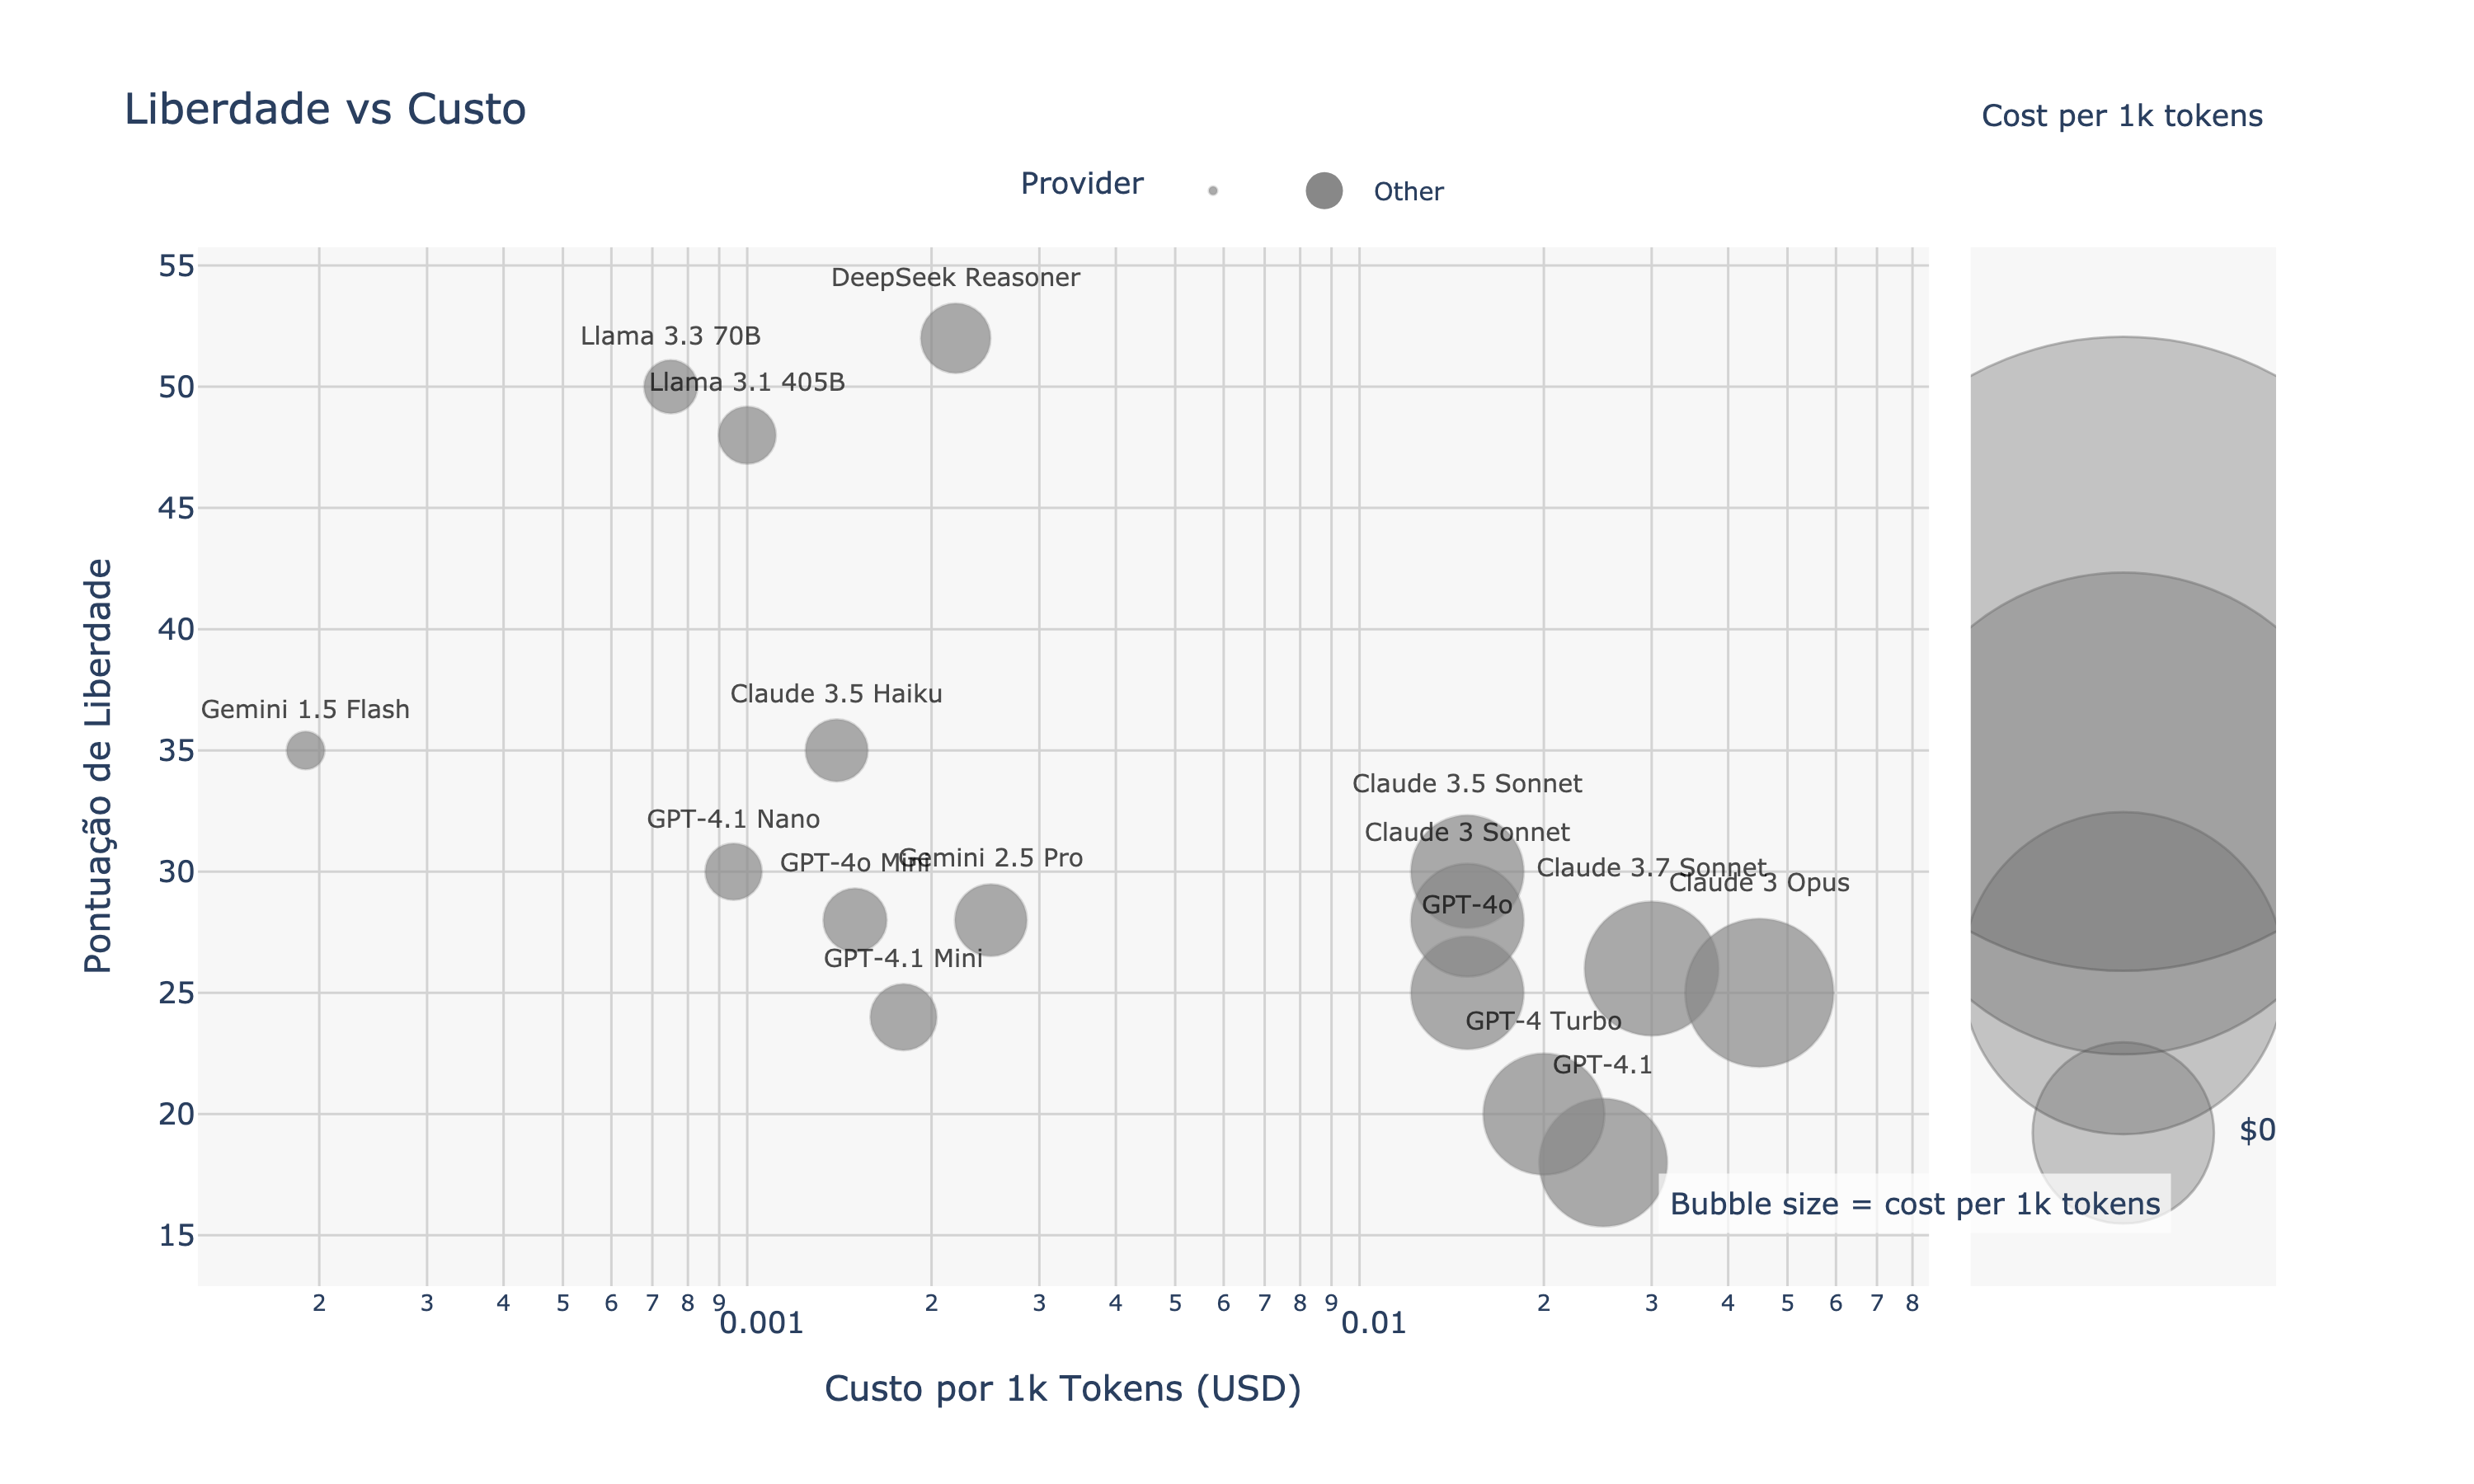 Liberdade vs Custo
Cost per 1k tokens
Provider
Other
55
50
45
40
35
30
25
20
15
Pontuação de Liberdade
DeepSeek Reasoner
Llama 3.3 70B
Llama 3.1 405B
Claude 3.5 Haiku
Gemini 1.5 Flash
Claude 3.5 Sonnet
GPT-4.1 Nano
Claude 3 Sonnet
GPT-4o Mini
Gemini 2.5 Pro
Claude 3.7 Sonnet
Claude 3 Opus
GPT-4o
GPT-4.1 Mini
GPT-4 Turbo
GPT-4.1
$0
Bubble size = cost per 1k tokens
2 3 4 5 6 7 8 9 2 3 4 5 6 7 8 9 2 3 4 5 6 7 8
0.001 0.01
Custo por 1k Tokens (USD)